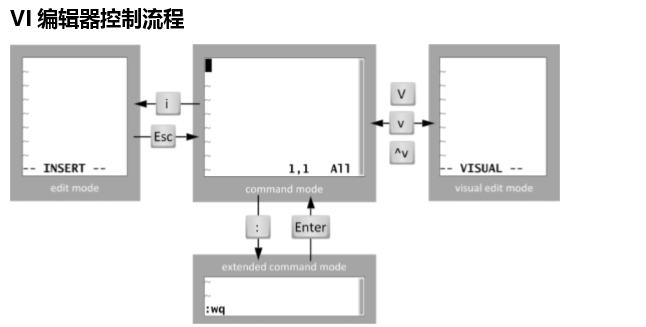 VI 编辑器控制流程
~
~
~
~
~
~
-- INSERT --
edit mode
i
Esc
~
~
~
~
~
1,1 All
command mode
V
v
^v
~
~
~
~
~
~
-- VISUAL --
visual edit mode
:
Enter
extended command mode
~
~
:wq